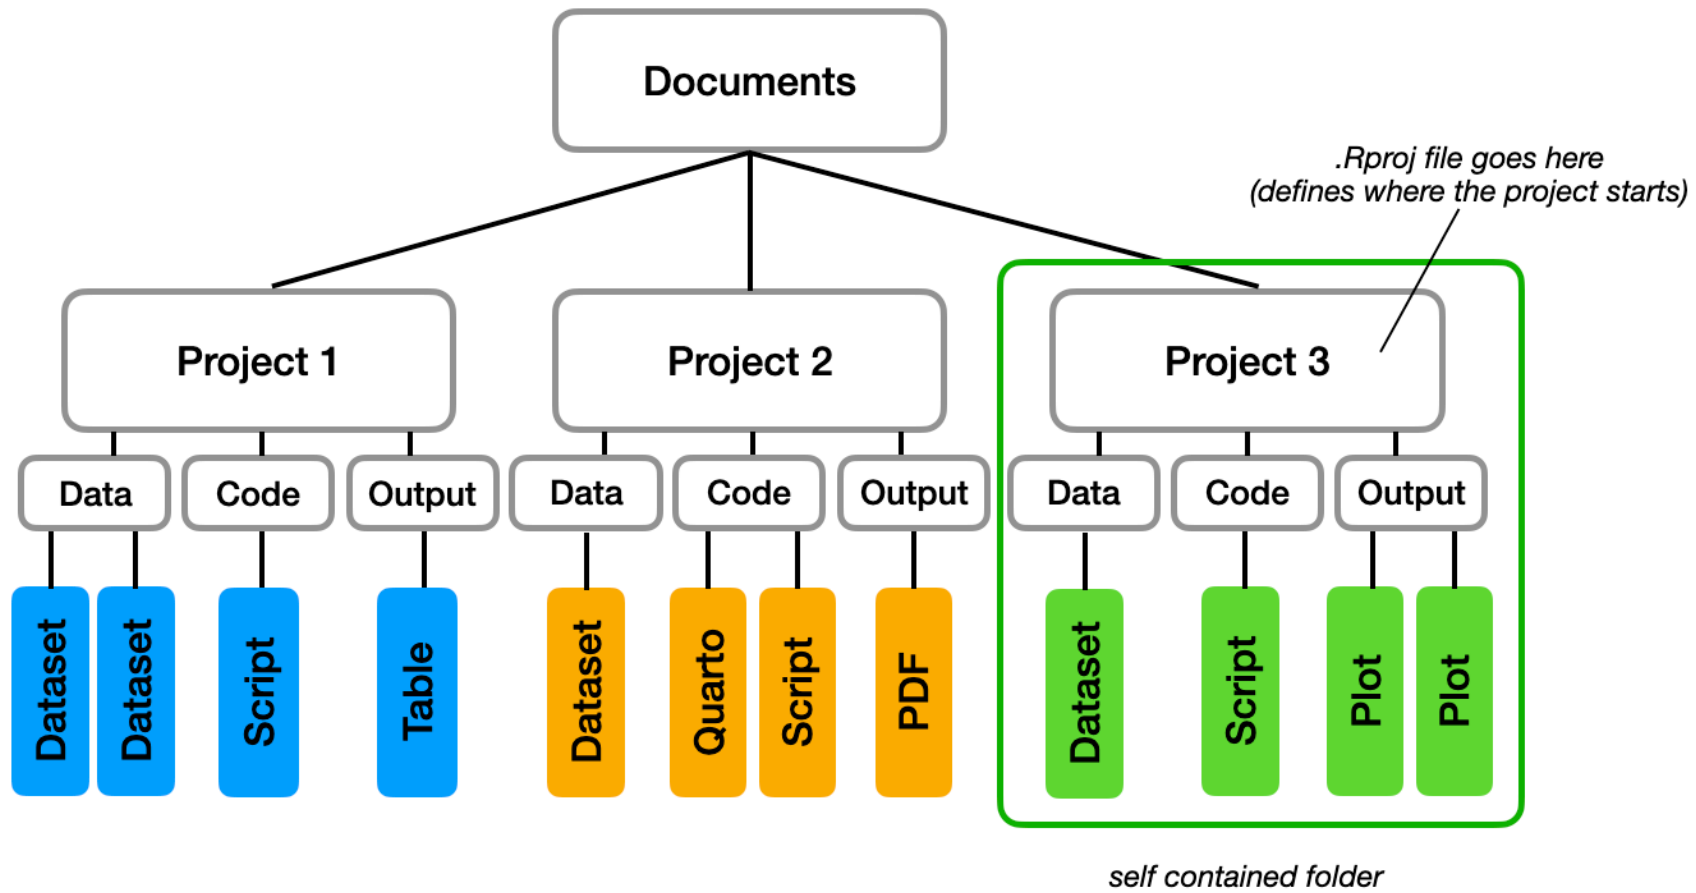 Documents
.Rproj file goes here
(defines where the project starts)
Project 1
Project 2
Project 3
Data
Code
Output
Data
Code
Output
Data
Code
Output
Dataset
Dataset
Script
Table
Dataset
Quarto
Script
PDF
Dataset
Script
Plot
Plot
self contained folder